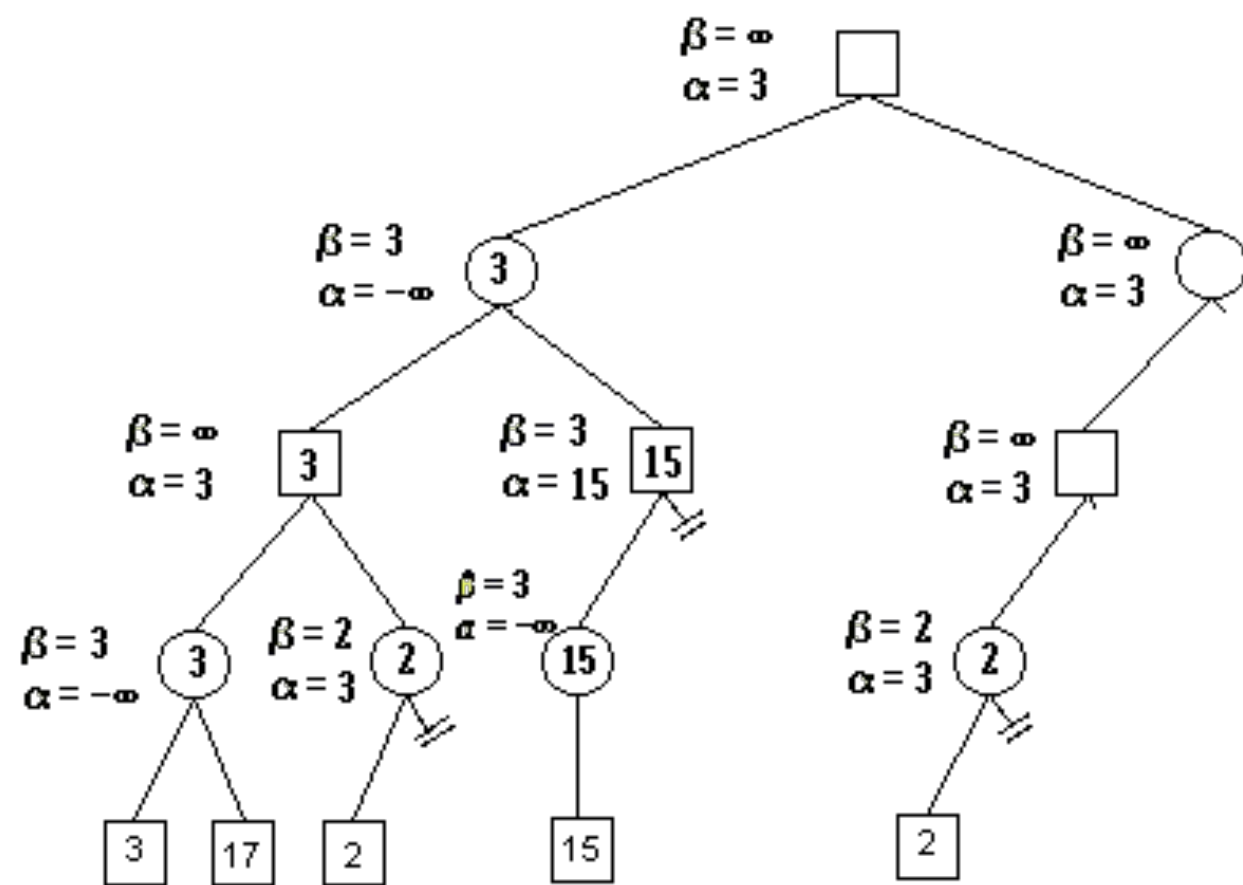 β = ∞
α = 3
β = 3
α = −∞
3
β = ∞
α = 3
β = ∞
α = 3
3
β = 3
α = 15
15
β = ∞
α = 3
β = 3
α = −∞
3
β = 2
α = 3
2
β = 3
α = −∞
15
β = 2
α = 3
2
3
17
2
15
2